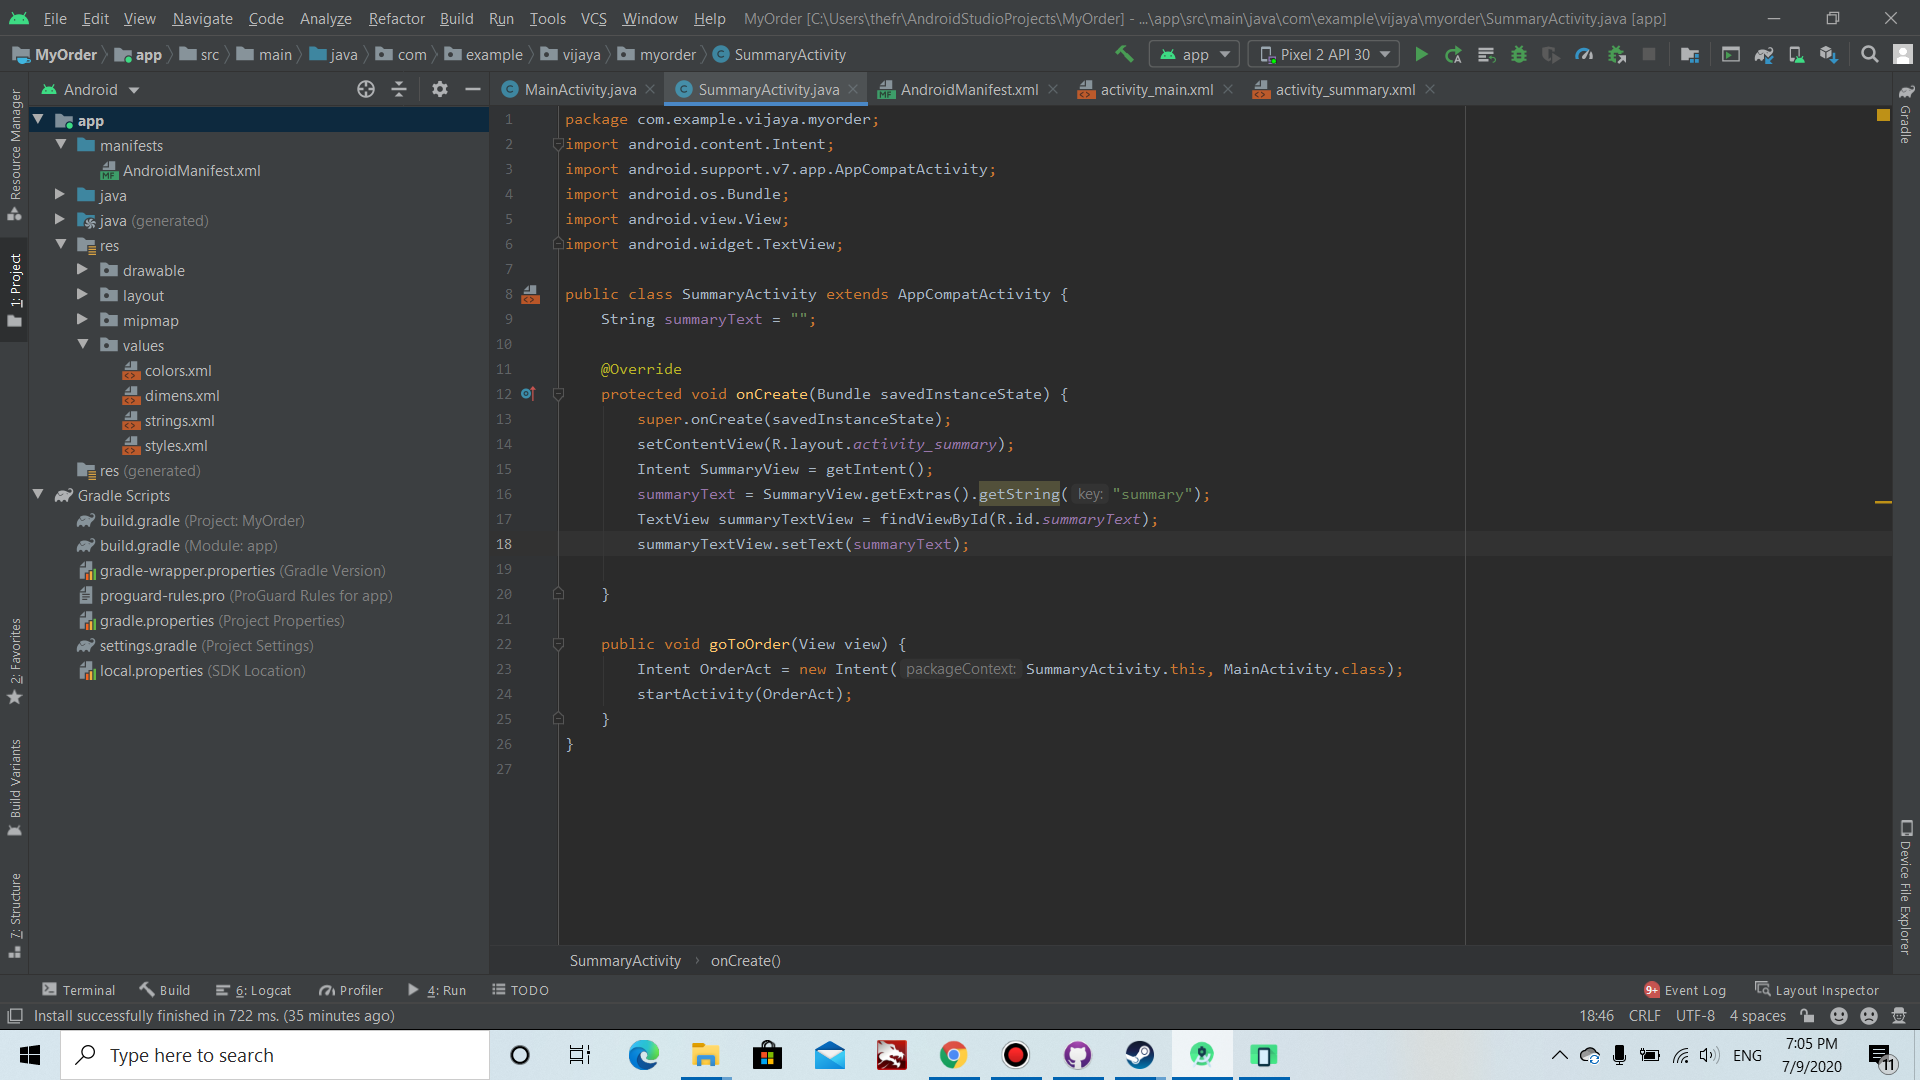 File Edit View Navigate Code Analyze Refactor Build Run Tools VCS Window Help MyOrder [C:\Users\thefr\AndroidStudioProjects\MyOrder] - ...\app\src\main\java\com\example\vijaya\myorder\SummaryActivity.java [app]
MyOrder app src main java com example vijaya myorder SummaryActivity app Pixel 2 API 30
Android MainActivity.java SummaryActivity.java AndroidManifest.xml activity_main.xml activity_summary.xml
Resource Manager
1: Project
2: Favorites
Build Variants
7: Structure
app
manifests
AndroidManifest.xml
java
java (generated)
res
drawable
layout
mipmap
values
colors.xml
dimens.xml
strings.xml
styles.xml
res (generated)
Gradle Scripts
build.gradle (Project: MyOrder)
build.gradle (Module: app)
gradle-wrapper.properties (Gradle Version)
proguard-rules.pro (ProGuard Rules for app)
gradle.properties (Project Properties)
settings.gradle (Project Settings)
local.properties (SDK Location)
1 package com.example.vijaya.myorder;
2 import android.content.Intent;
3 import android.support.v7.app.AppCompatActivity;
4 import android.os.Bundle;
5 import android.view.View;
6 import android.widget.TextView;
7
8 public class SummaryActivity extends AppCompatActivity {
9 String summaryText = "";
10
11 @Override
12 protected void onCreate(Bundle savedInstanceState) {
13 super.onCreate(savedInstanceState);
14 setContentView(R.layout.activity_summary);
15 Intent SummaryView = getIntent();
16 summaryText = SummaryView.getExtras().getString( key: "summary");
17 TextView summaryTextView = findViewById(R.id.summaryText);
18 summaryTextView.setText(summaryText);
19
20 }
21
22 public void goToOrder(View view) {
23 Intent OrderAct = new Intent( packageContext: SummaryActivity.this, MainActivity.class);
24 startActivity(OrderAct);
25 }
26 }
27
Gradle
Device File Explorer
SummaryActivity › onCreate()
Terminal Build 6: Logcat Profiler 4: Run TODO 9+ Event Log Layout Inspector
Install successfully finished in 722 ms. (35 minutes ago) 18:46 CRLF UTF-8 4 spaces
Type here to search ENG 7:05 PM
7/9/2020 11